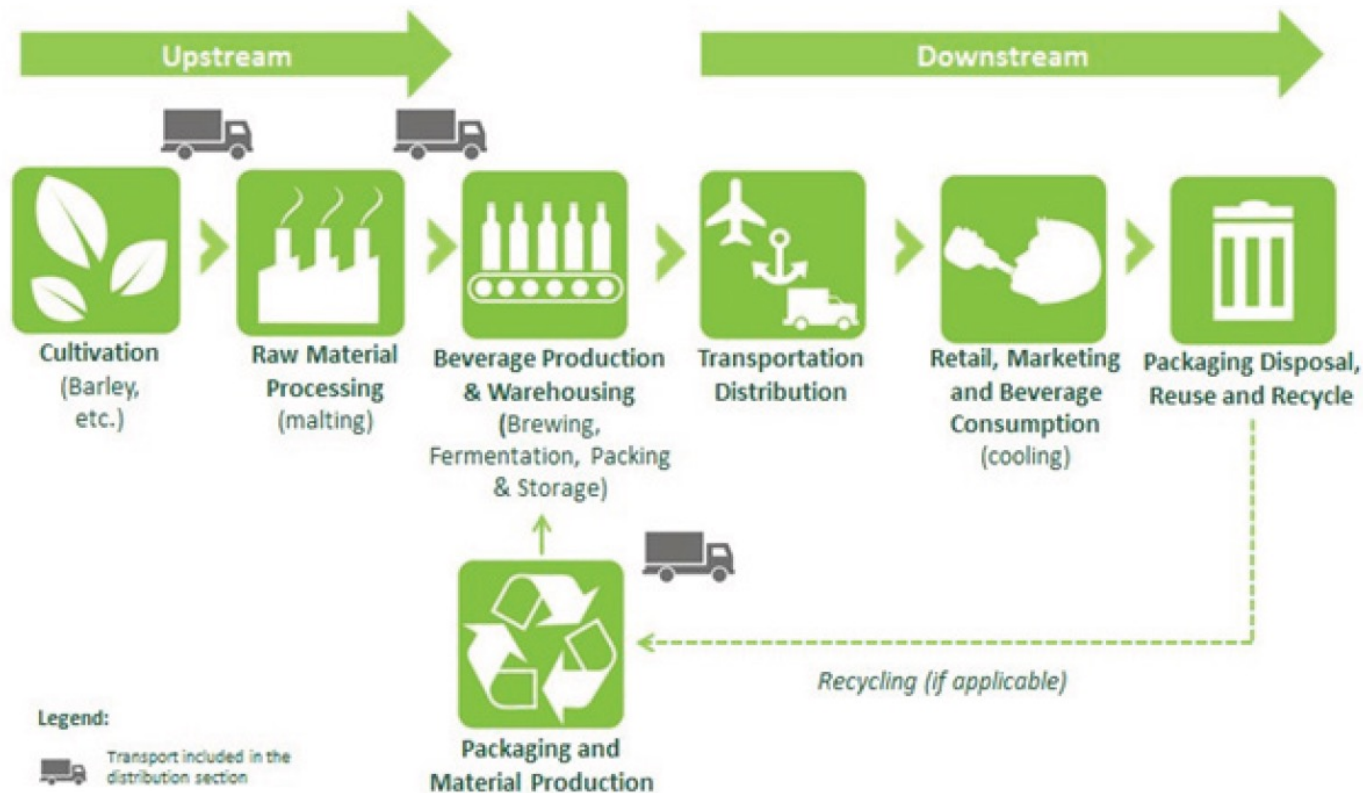 Upstream
Downstream
Cultivation
(Barley,
etc.)
Raw Material
Processing
(malting)
Beverage Production
& Warehousing
(Brewing,
Fermentation, Packing
& Storage)
Transportation
Distribution
Retail, Marketing
and Beverage
Consumption
(cooling)
Packaging Disposal,
Reuse and Recycle
Recycling (if applicable)
Packaging and
Material Production
Legend:
Transport included in the
distribution section